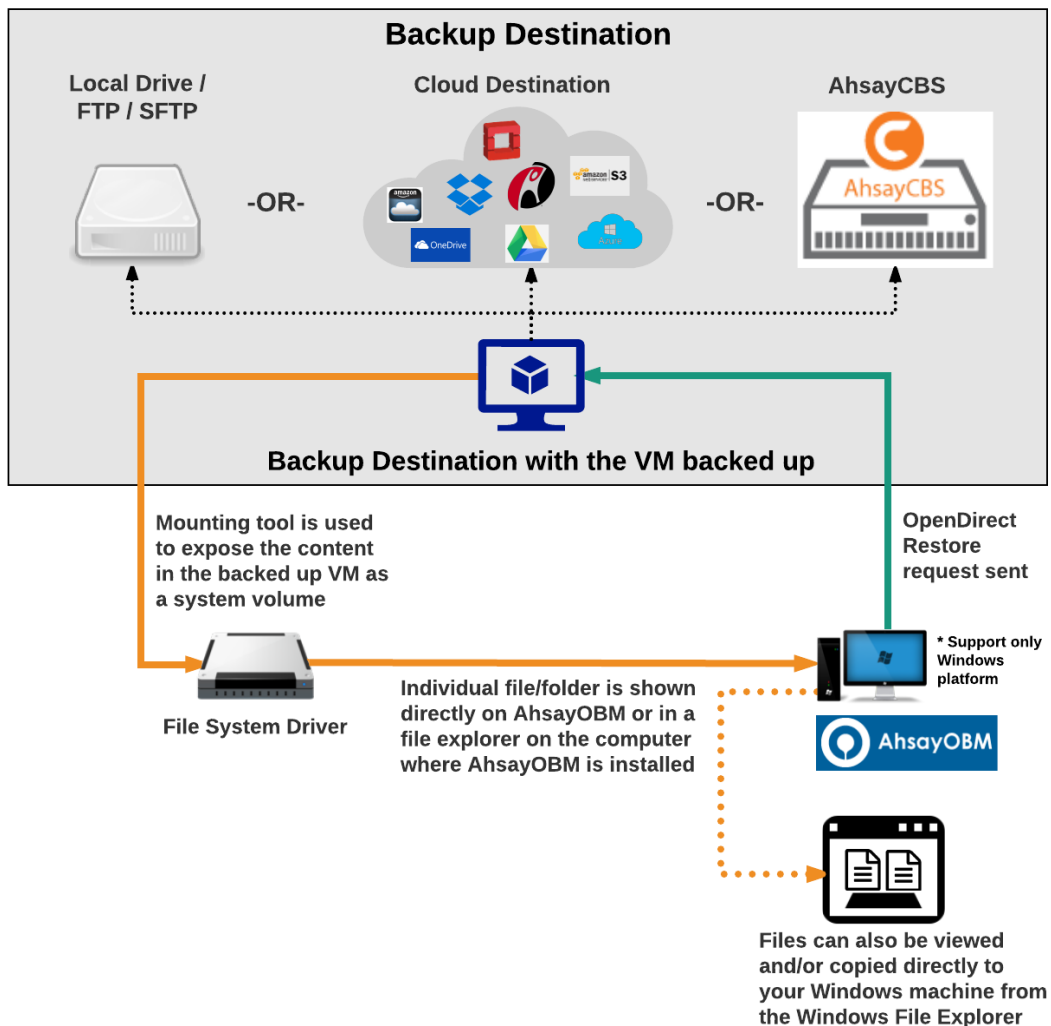 Backup Destination
Local Drive /
FTP / SFTP
Cloud Destination
AhsayCBS
-OR-
-OR-
amazon
amazon
webservices
S3
OneDrive
Azure
AhsayCBS
Backup Destination with the VM backed up
Mounting tool is used
to expose the content
in the backed up VM as
a system volume
OpenDirect
Restore
request sent
* Support only
Windows
platform
File System Driver
Individual file/folder is shown
directly on AhsayOBM or in a
file explorer on the computer
where AhsayOBM is installed
AhsayOBM
Files can also be viewed
and/or copied directly to
your Windows machine from
the Windows File Explorer